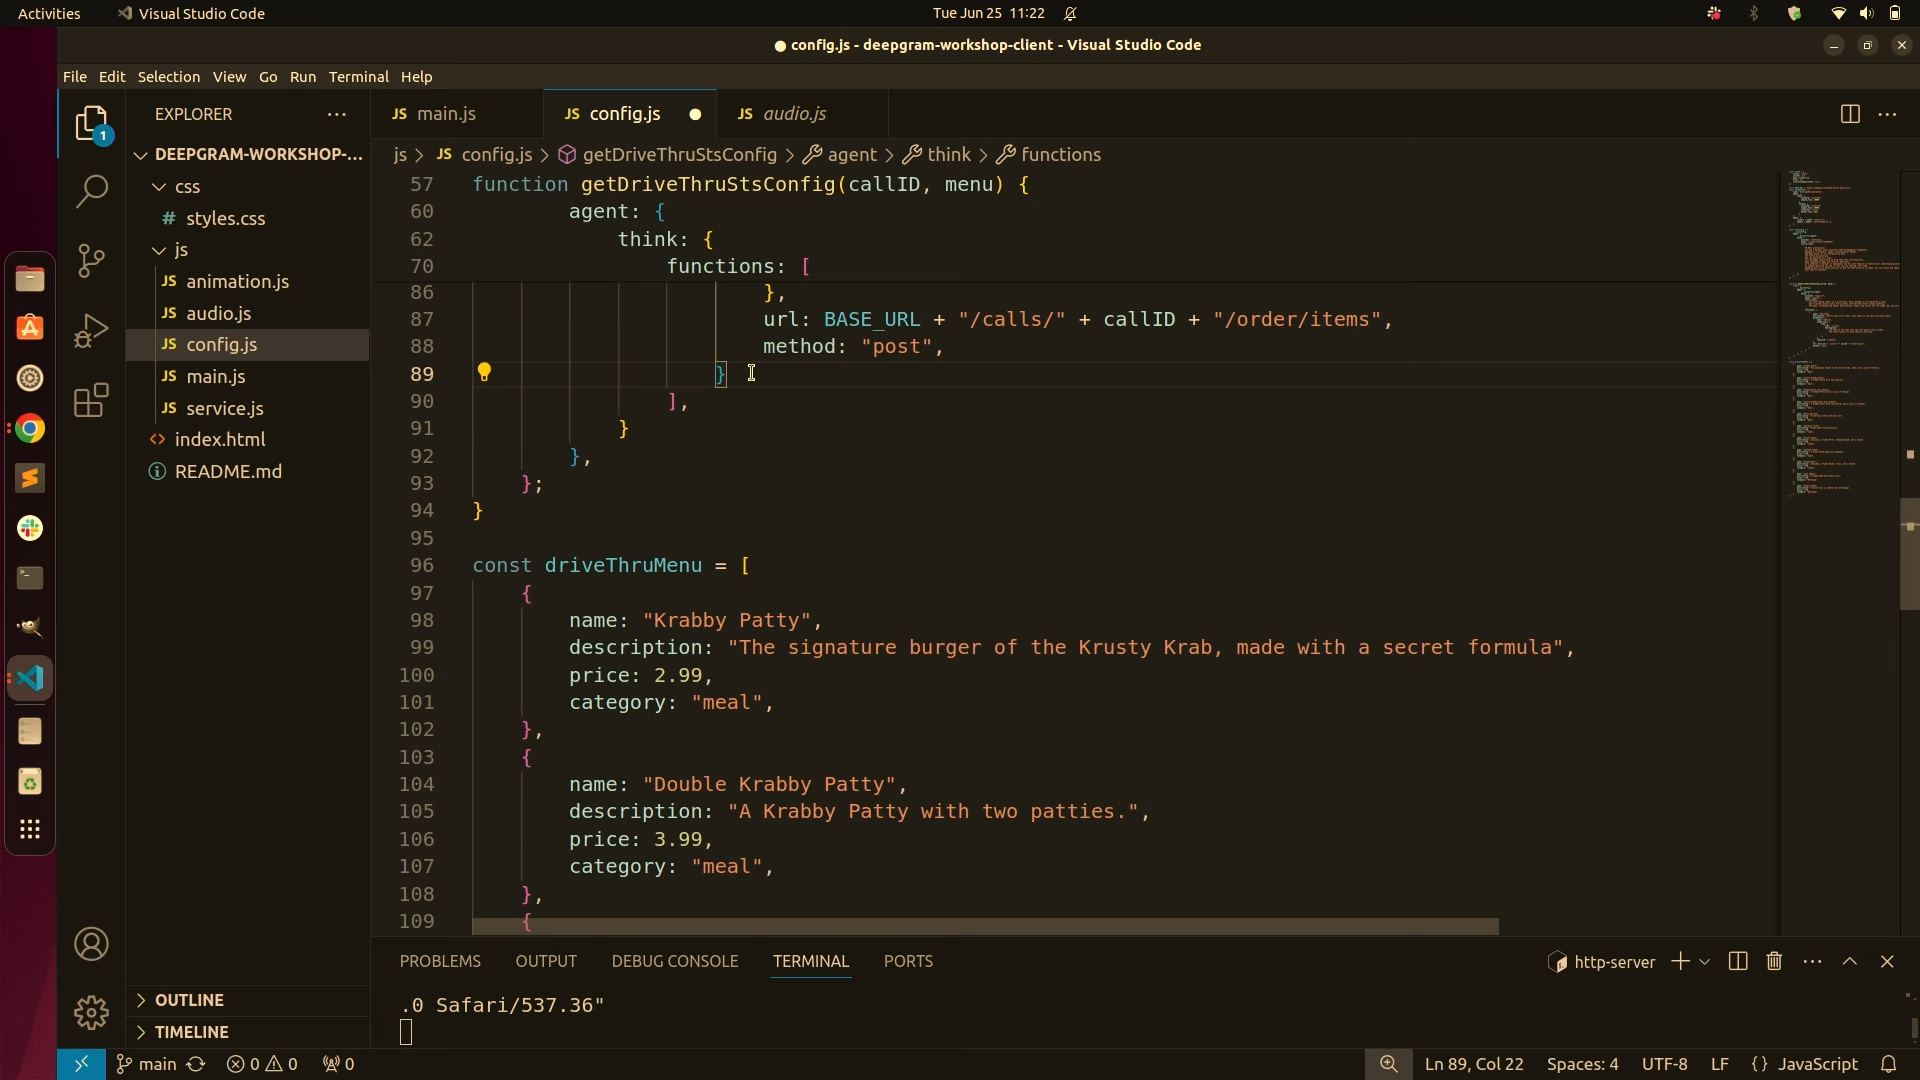 Activities
Visual Studio Code
Tue Jun 25 11:22
config.js - deepgram-workshop-client - Visual Studio Code
File Edit Selection View Go Run Terminal Help
EXPLORER
JS main.js
JS config.js
JS audio.js
1
DEEPGRAM-WORKSHOP-...
css
# styles.css
js
JS animation.js
JS audio.js
JS config.js
JS main.js
JS service.js
<> index.html
README.md
OUTLINE
TIMELINE
js > JS config.js > getDriveThruStsConfig > agent > think > functions
57 function getDriveThruStsConfig(callID, menu) {
60 agent: {
62 think: {
70 functions: [
86 },
87 url: BASE_URL + "/calls/" + callID + "/order/items",
88 method: "post",
89 }
90 ],
91 }
92 },
93 };
94 }
95
96 const driveThruMenu = [
97 {
98 name: "Krabby Patty",
99 description: "The signature burger of the Krusty Krab, made with a secret formula",
100 price: 2.99,
101 category: "meal",
102 },
103 {
104 name: "Double Krabby Patty",
105 description: "A Krabby Patty with two patties.",
106 price: 3.99,
107 category: "meal",
108 },
109 {
PROBLEMS OUTPUT DEBUG CONSOLE TERMINAL PORTS
http-server
.0 Safari/537.36"
main 0 0 0
Ln 89, Col 22 Spaces: 4 UTF-8 LF {} JavaScript